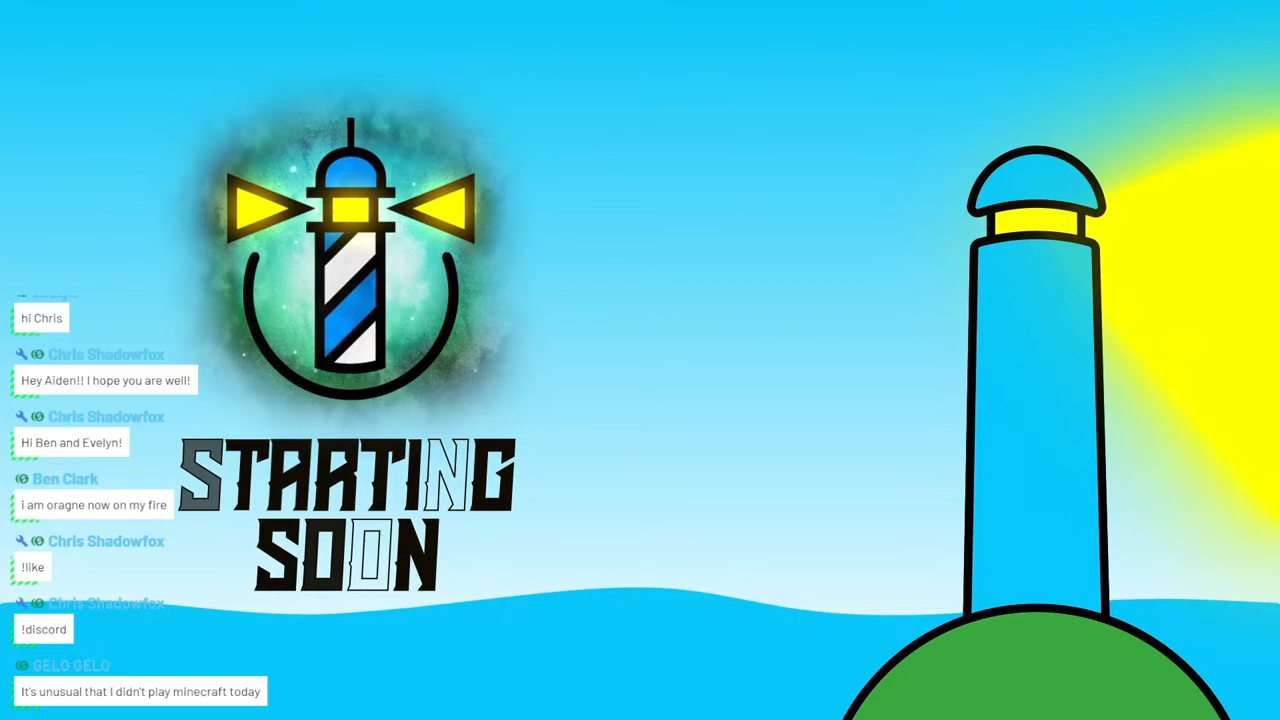 hi Chris
Chris Shadowfox
Hey Aiden!! I hope you are well!
Chris Shadowfox
Hi Ben and Evelyn!
Ben Clark
i am oragne now on my fire
Chris Shadowfox
!like
Chris Shadowfox
!discord
GELO GELO
It's unusual that I didn't play minecraft today
STARTING
SOON